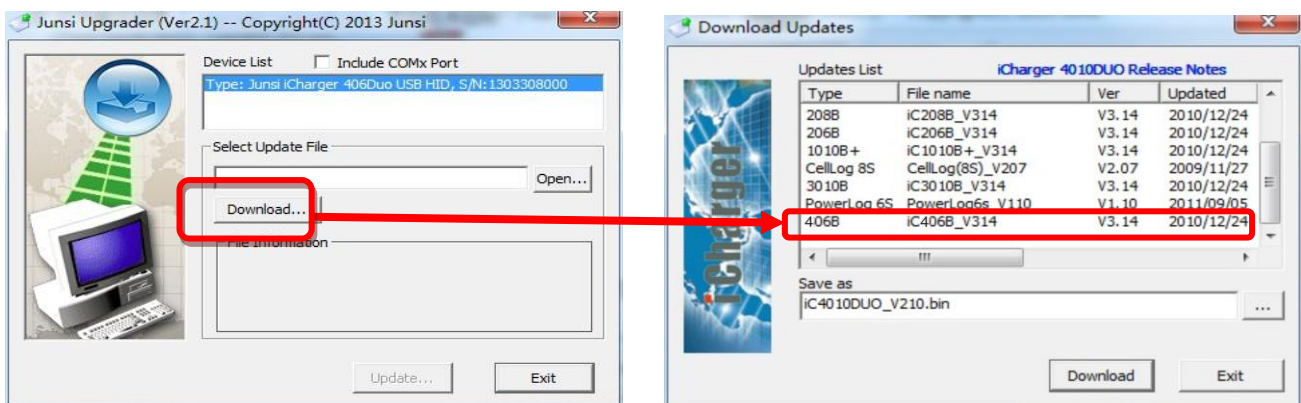 Junsi Upgrader (Ver2.1) -- Copyright(C) 2013 Junsi
Device List
Include COMx Port
Type: Junsi iCharger 406Duo USB HID, S/N:1303308000
Select Update File
Open...
Download...
File Information
Update...
Exit
Download Updates
iCharger
Updates List
iCharger 4010DUO Release Notes
Type File name Ver Updated
208B iC208B_V314 V3.14 2010/12/24
206B iC206B_V314 V3.14 2010/12/24
1010B+ iC1010B+_V314 V3.14 2010/12/24
CellLog 8S CellLog(8S)_V207 V2.07 2009/11/27
3010B iC3010B_V314 V3.14 2010/12/24
PowerLog 6S PowerLog6s_V110 V1.10 2011/09/05
406B iC406B_V314 V3.14 2010/12/24
Save as
iC4010DUO_V210.bin
...
Download
Exit